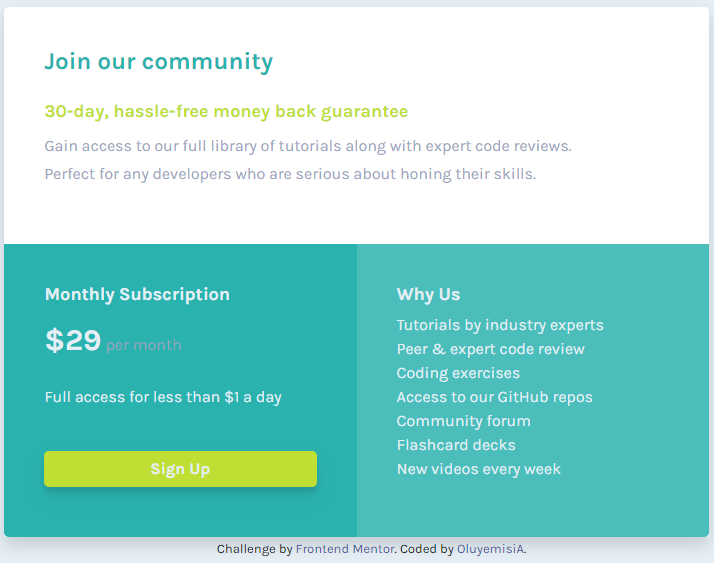 Join our community
30-day, hassle-free money back guarantee
Gain access to our full library of tutorials along with expert code reviews.
Perfect for any developers who are serious about honing their skills.
Monthly Subscription
$29 per month
Full access for less than $1 a day
Sign Up
Why Us
Tutorials by industry experts
Peer & expert code review
Coding exercises
Access to our GitHub repos
Community forum
Flashcard decks
New videos every week
Challenge by Frontend Mentor. Coded by OluyemisiA.